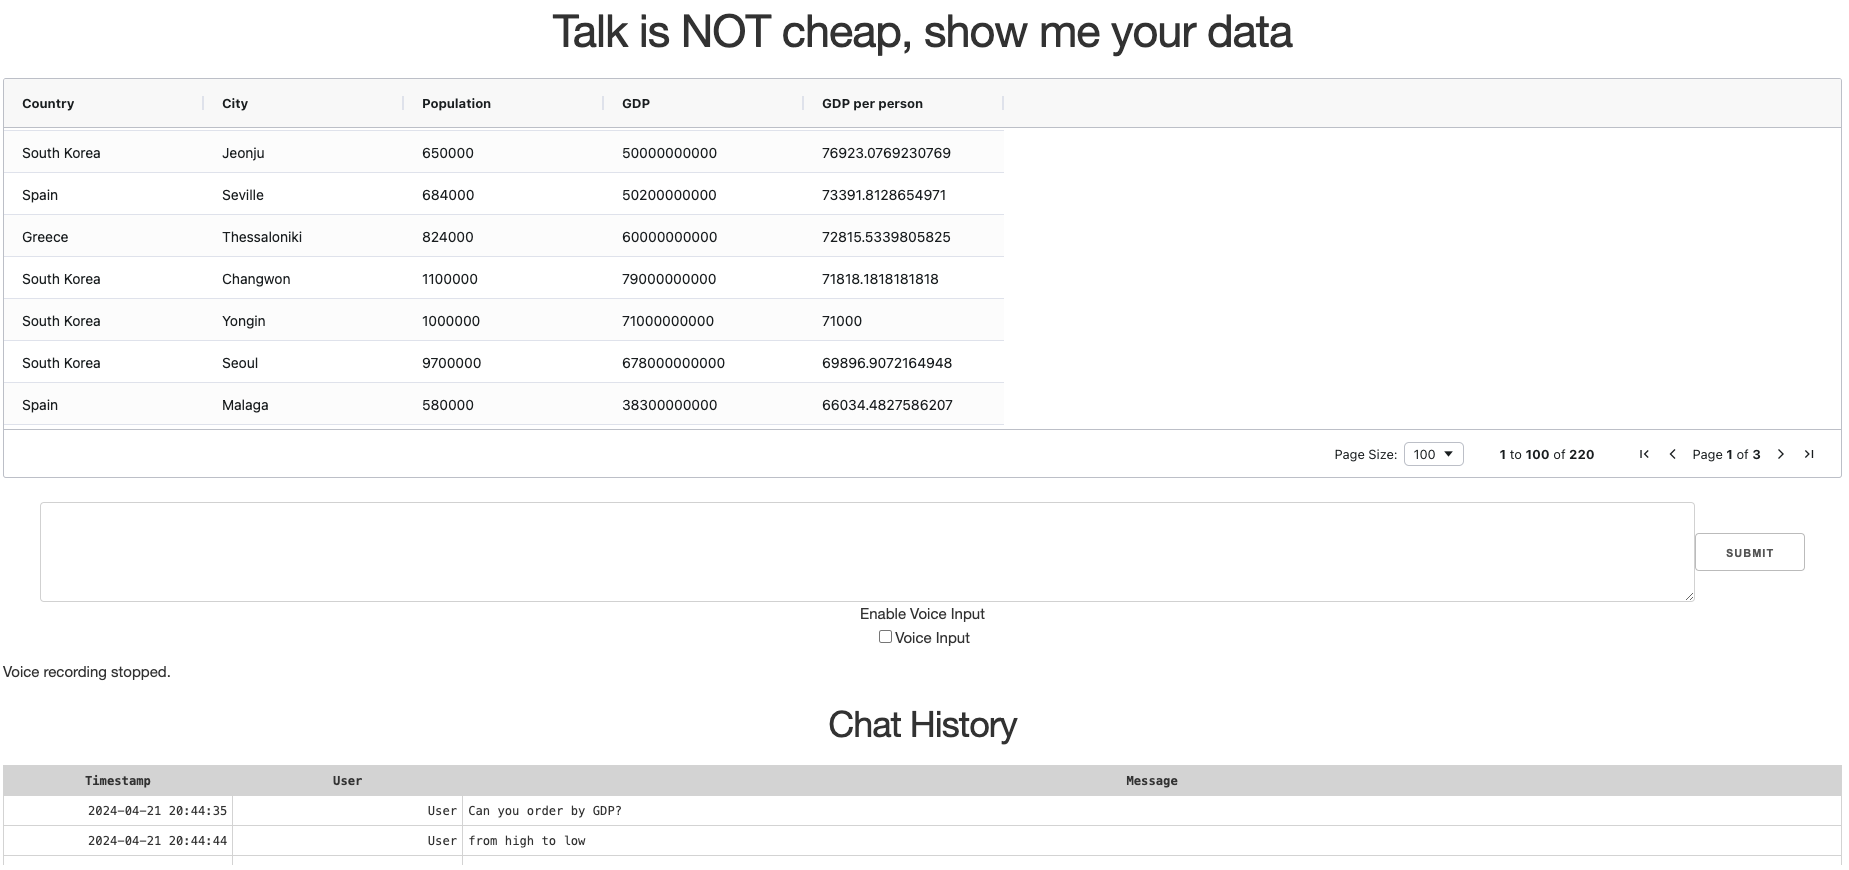 Talk is NOT cheap, show me your data
Country City Population GDP GDP per person
South Korea Jeonju 650000 50000000000 76923.0769230769
Spain Seville 684000 50200000000 73391.8128654971
Greece Thessaloniki 824000 60000000000 72815.5339805825
South Korea Changwon 1100000 79000000000 71818.1818181818
South Korea Yongin 1000000 71000000000 71000
South Korea Seoul 9700000 678000000000 69896.9072164948
Spain Malaga 580000 38300000000 66034.4827586207
Page Size: 100 1 to 100 of 220 Page 1 of 3
SUBMIT
Enable Voice Input
Voice Input
Voice recording stopped.
Chat History
Timestamp User Message
2024-04-21 20:44:35 User Can you order by GDP?
2024-04-21 20:44:44 User from high to low